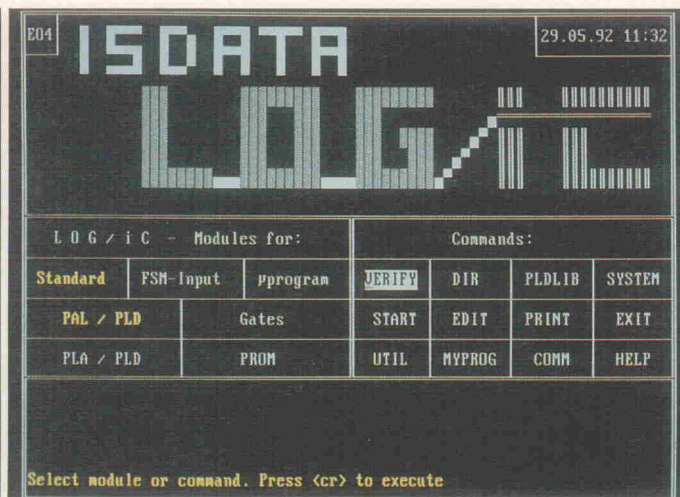 E04
29.05.92 11:32
ISDATA
LOG/iC
L O G / i C - Modules for:
Commands:
Standard FSM-Input µprogram VERIFY DIR PLDLIB SYSTEM
PAL / PLD Gates START EDIT PRINT EXIT
PLA / PLD PROM UTIL MYPROG COMM HELP
Select module or command. Press <cr> to execute